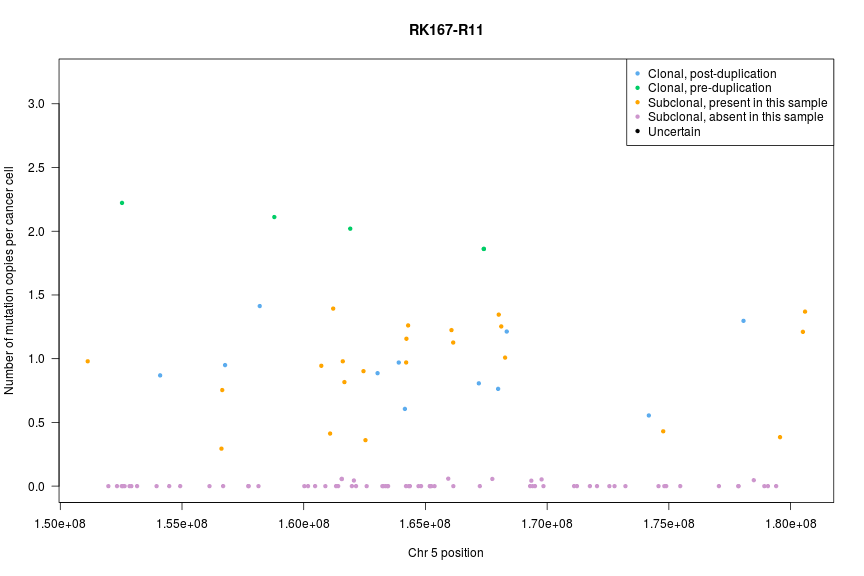 RK167-R11
Clonal, post-duplication
Clonal, pre-duplication
Subclonal, present in this sample
Subclonal, absent in this sample
Uncertain
Number of mutation copies per cancer cell
3.0
2.5
2.0
1.5
1.0
0.5
0.0
1.50e+08 1.55e+08 1.60e+08 1.65e+08 1.70e+08 1.75e+08 1.80e+08
Chr 5 position